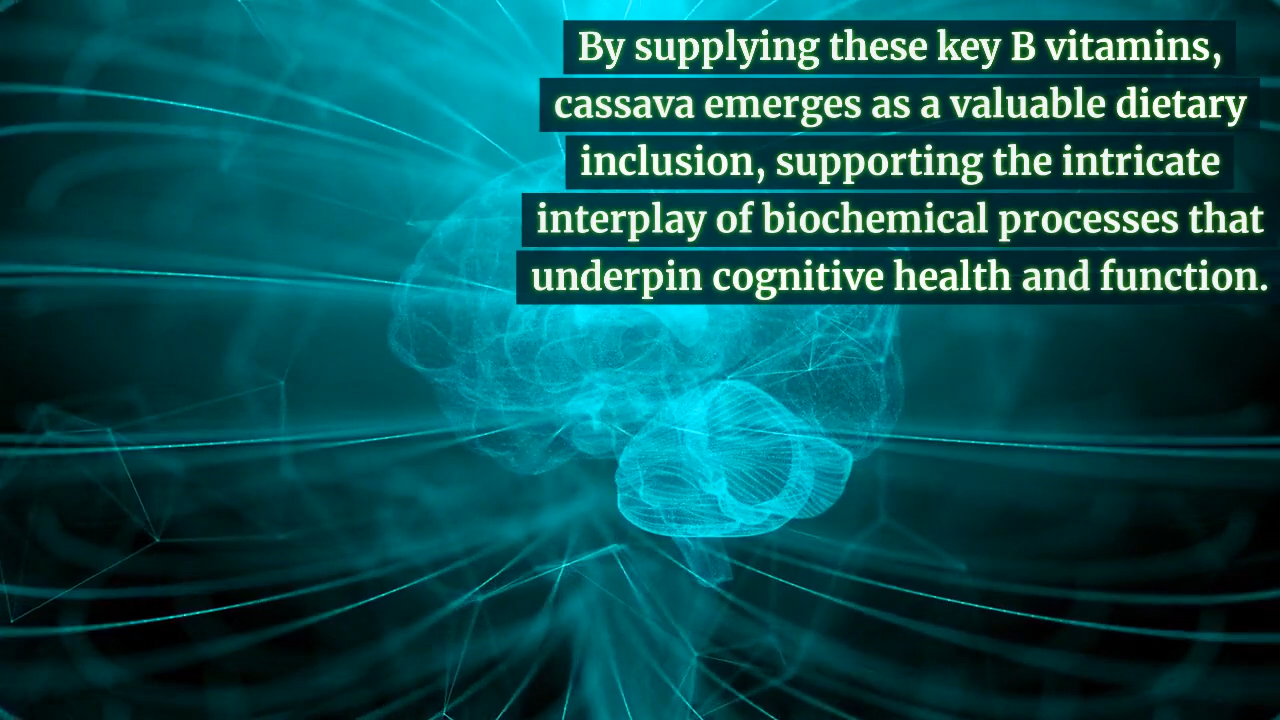 By supplying these key B vitamins,
cassava emerges as a valuable dietary
inclusion, supporting the intricate
interplay of biochemical processes that
underpin cognitive health and function.